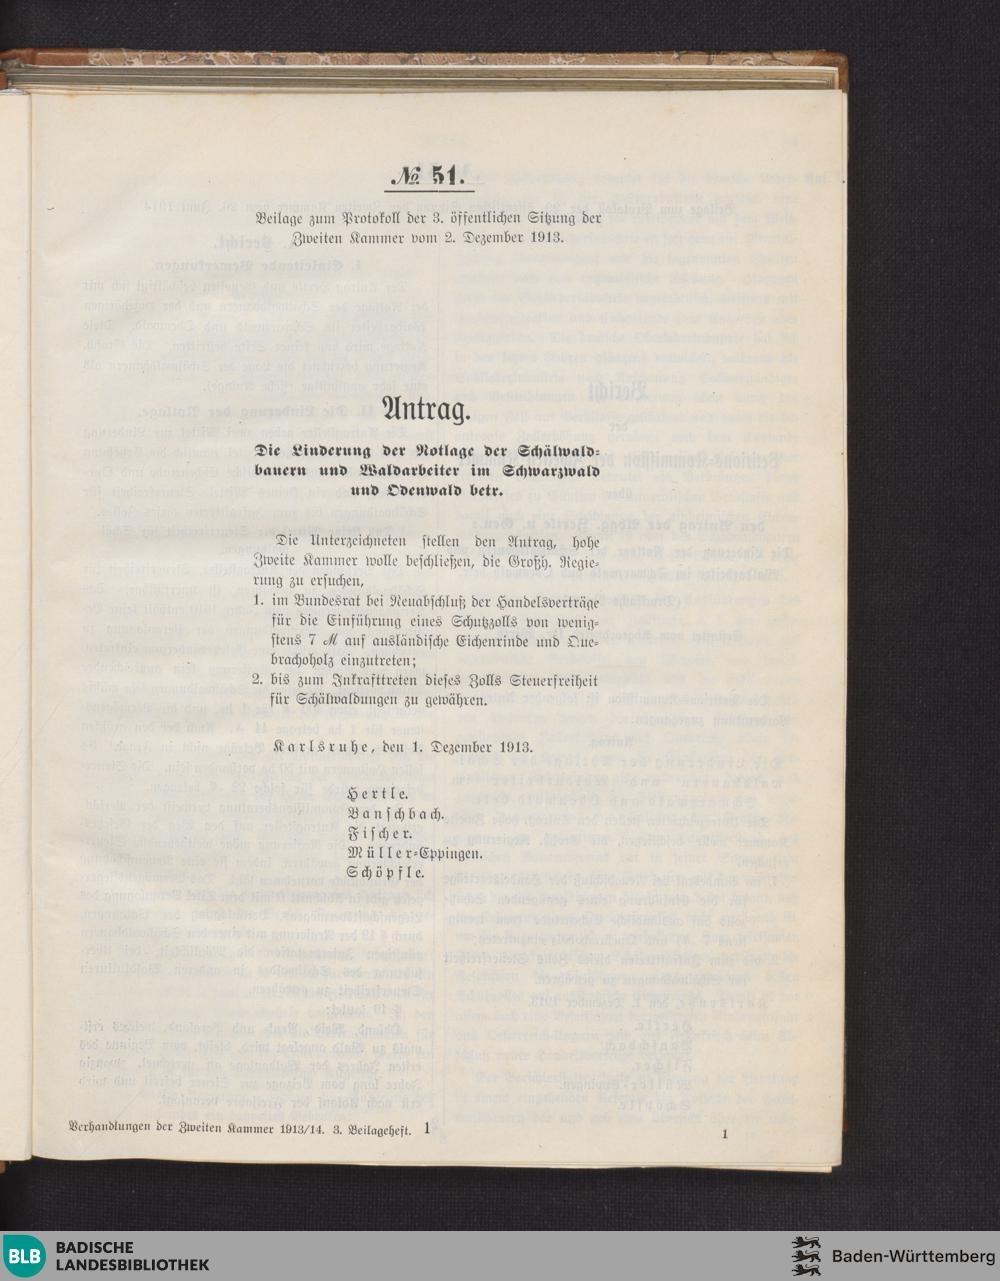 № 51.
Beilage zum Protokoll der 3. öffentlichen Sitzung der
Zweiten Kammer vom 2. Dezember 1913.
Antrag.
Die Linderung der Notlage der Schälwald-
bauern und Waldarbeiter im Schwarzwald
und Odenwald betr.
Die Unterzeichneten stellen den Antrag, hohe
Zweite Kammer wolle beschließen, die Großh. Regie-
rung zu ersuchen,
1. im Bundesrat bei Neuabschluß der Handelsverträge
für die Einführung eines Schutzzolls von wenig-
stens 7 ℳ auf ausländische Eichenrinde und Que-
brachoholz einzutreten;
2. bis zum Inkrafttreten dieses Zolls Steuerfreiheit
für Schälwaldungen zu gewähren.
Karlsruhe, den 1. Dezember 1913.
Hertle.
Banschbach.
Fischer.
Müller-Eppingen.
Schöpfle.
Verhandlungen der Zweiten Kammer 1913/14. 3. Beilageheft. 1
1
BLB BADISCHE
LANDESBIBLIOTHEK
Baden-Württemberg